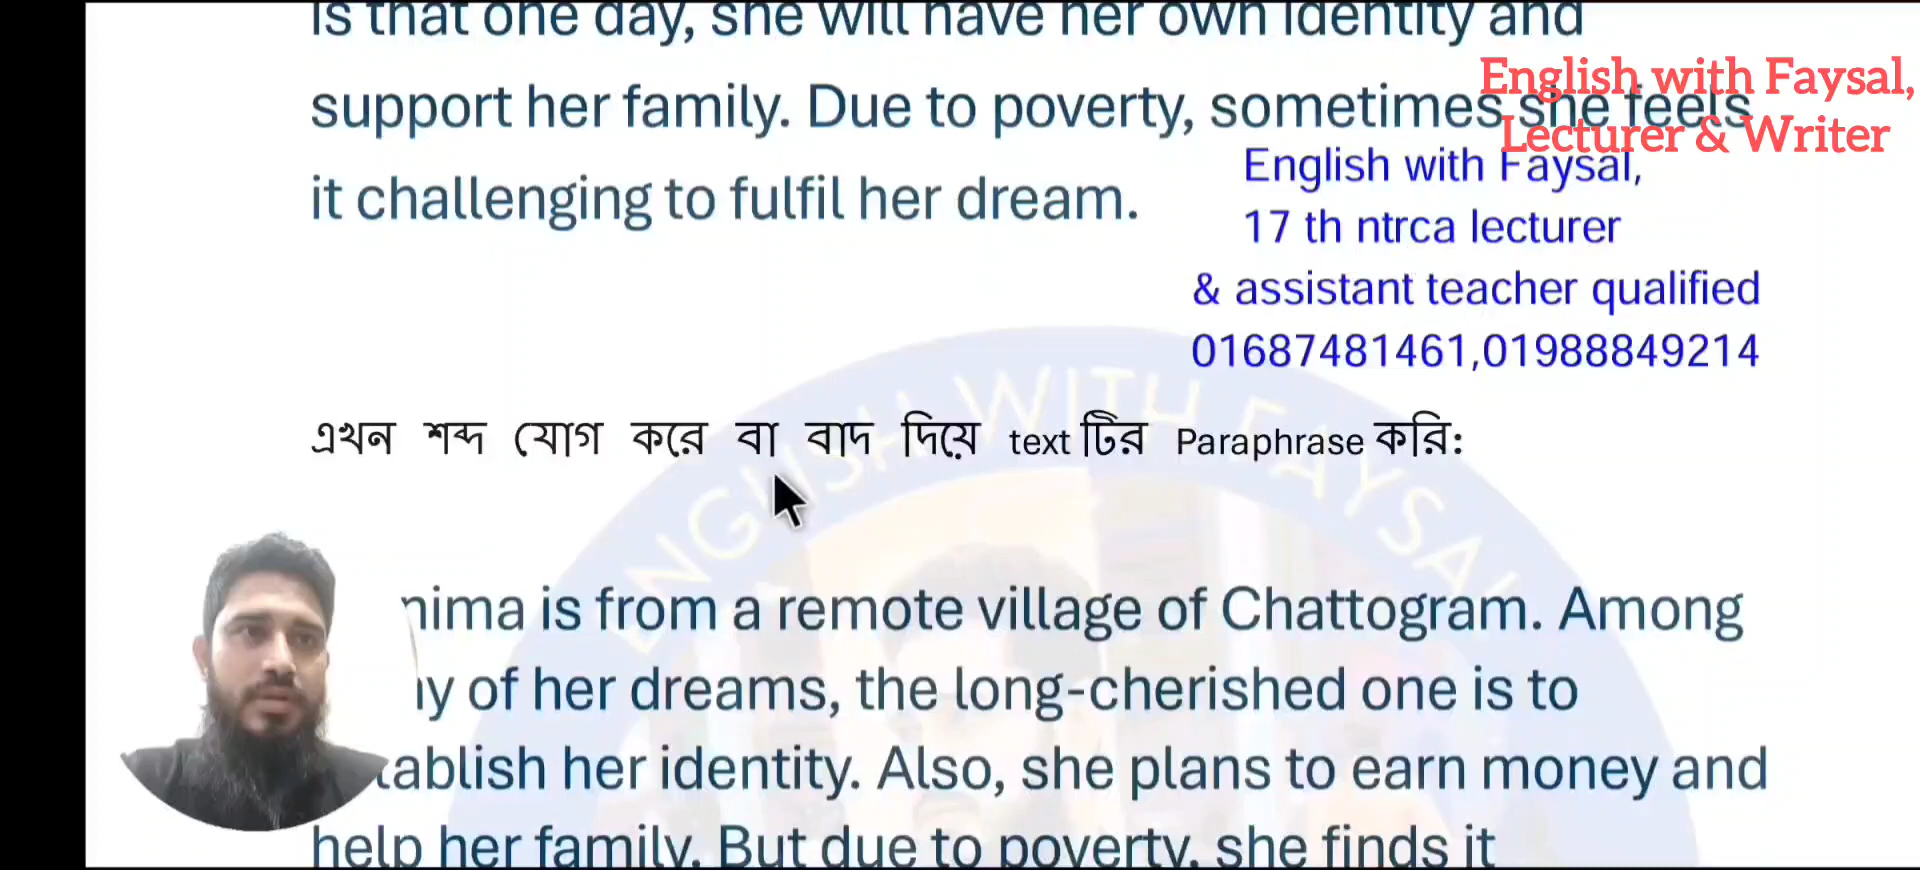 is that one day, she will have her own identity and
English with Faysal,
support her family. Due to poverty, sometimes she feels
Lecturer & Writer
English with Faysal,
it challenging to fulfil her dream.
17 th ntrca lecturer
& assistant teacher qualified
01687481461,01988849214
এখন শব্দ যোগ করে বা বাদ দিয়ে text টির Paraphrase করি:
ENGLISH WITH FAYSAL
is from a remote village of Chattogram. Among
of her dreams, the long-cherished one is to
her identity. Also, she plans to earn money and
help her family. But due to poverty, she finds it